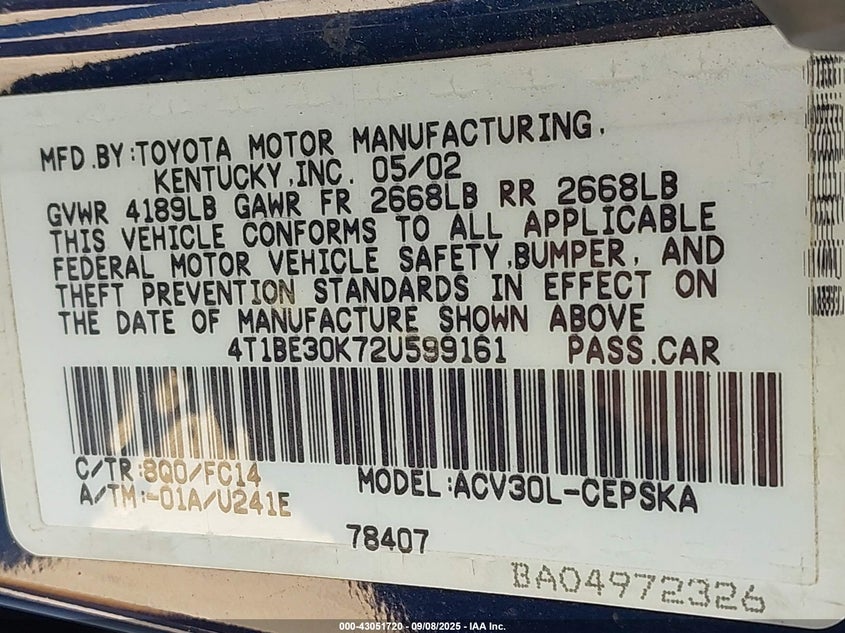 MFD.BY:TOYOTA MOTOR MANUFACTURING,
KENTUCKY,INC. 05/02
GVWR 4189LB GAWR FR 2668LB RR 2668LB
THIS VEHICLE CONFORMS TO ALL APPLICABLE
FEDERAL MOTOR VEHICLE SAFETY,BUMPER, AND
THEFT PREVENTION STANDARDS IN EFFECT ON
THE DATE OF MANUFACTURE SHOWN ABOVE
4T1BE30K72U599161 PASS.CAR
C/TR:8Q0/FC14
A/TM:-01A/U241E
MODEL:ACV30L-CEPSKA
78407
BA04972326
000-43051720 - 09/08/2025 - IAA Inc.